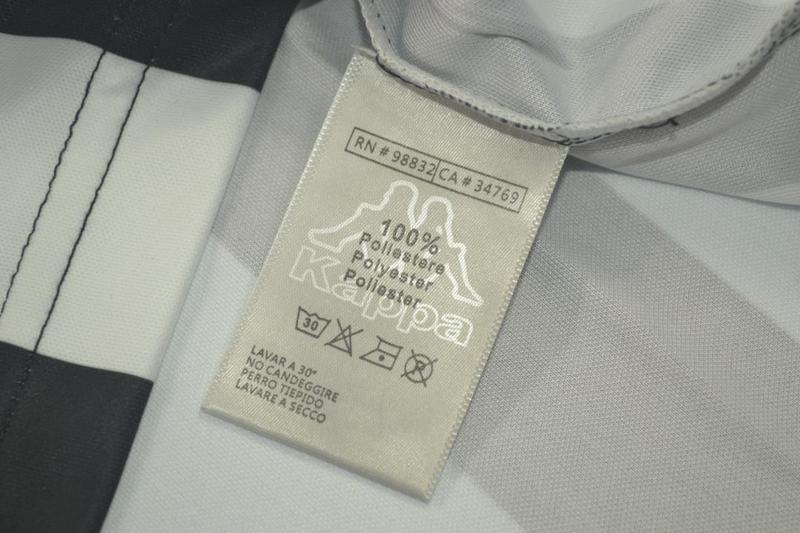 RN # 98832 CA # 34769
100%
Poliestere
Polyester
Poliester
Kappa
30
LAVAR A 30°
NO CANDEGGIRE
PERRO TIEPIDO
LAVARE A SECCO